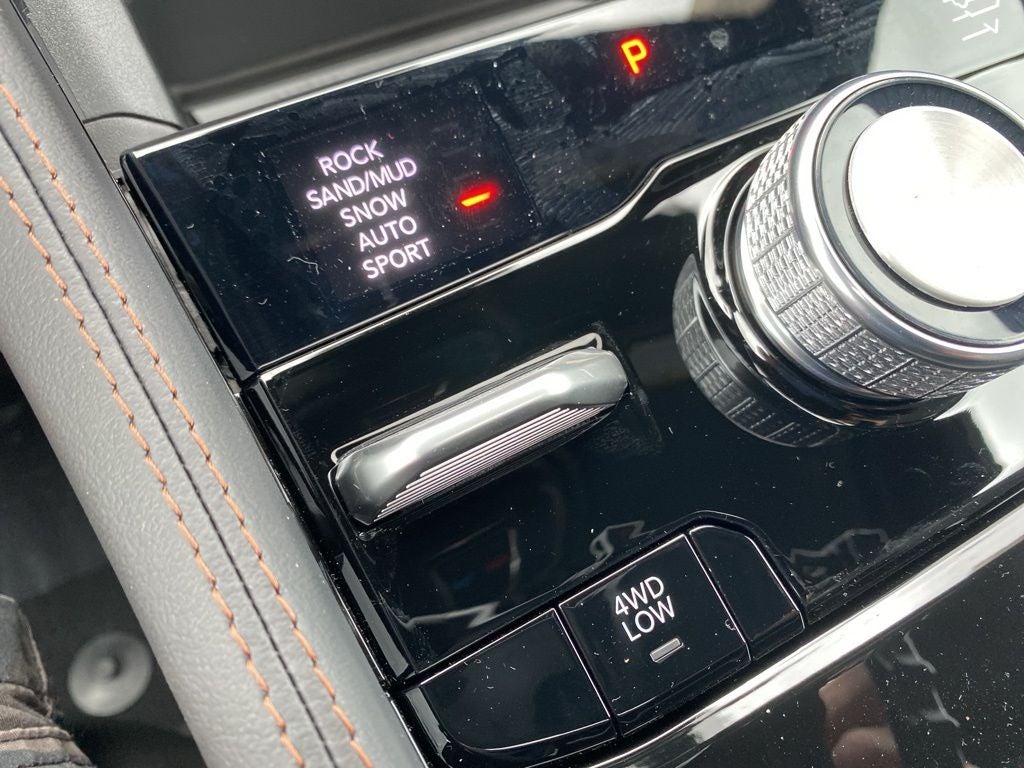 P
ROCK
SAND/MUD
SNOW
AUTO
SPORT
4WD
LOW